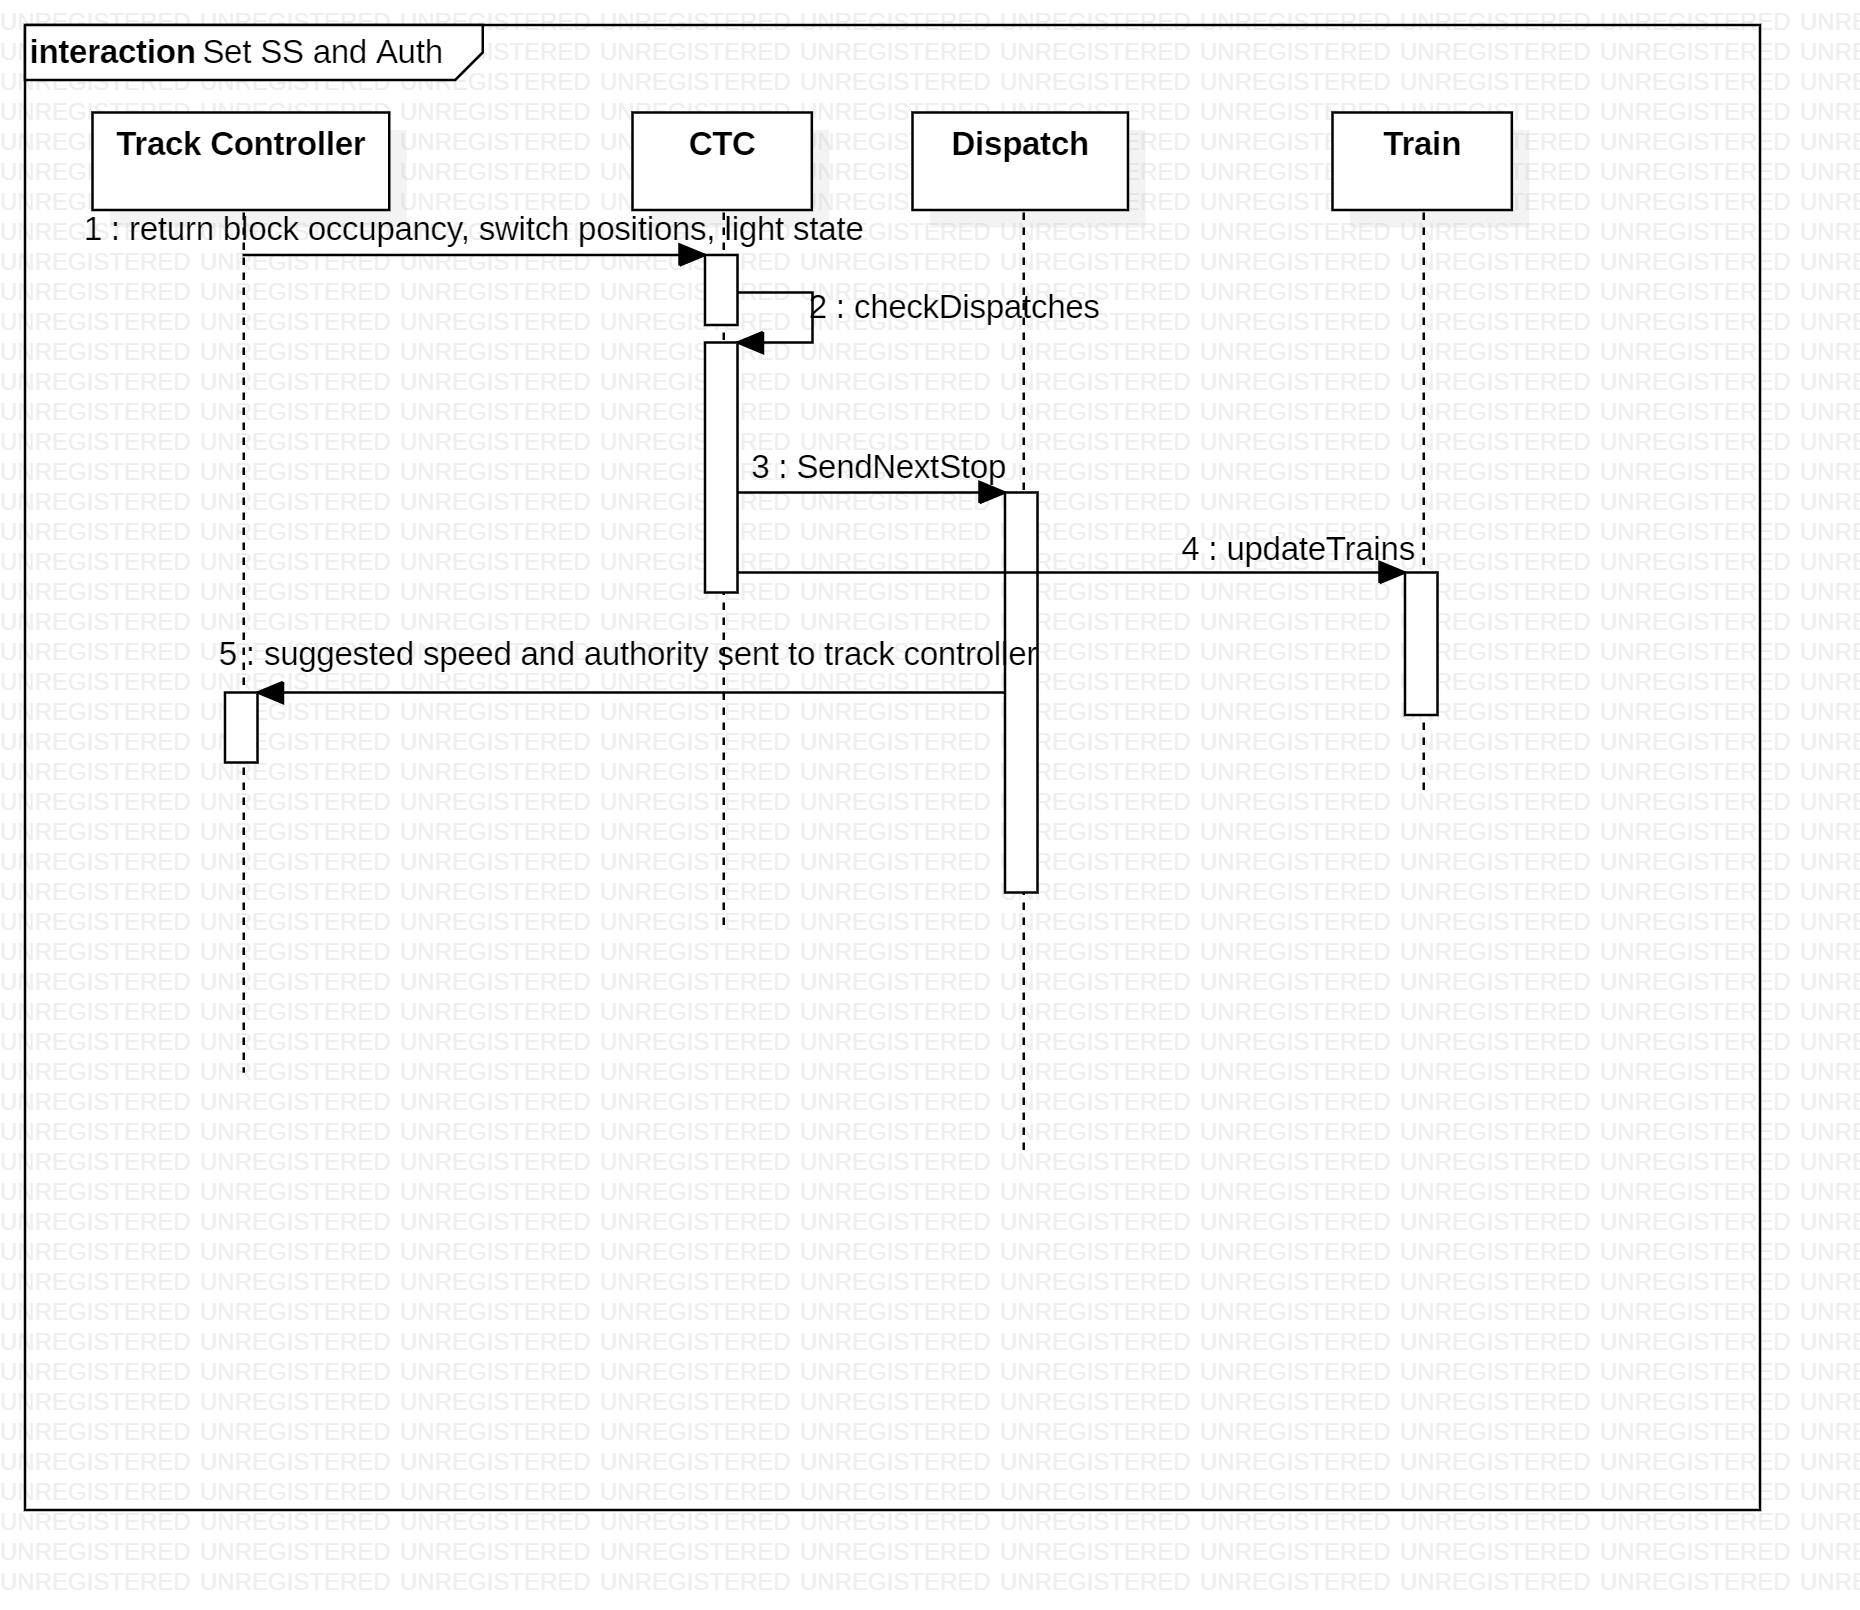 interaction Set SS and Auth
Track Controller
CTC
Dispatch
Train
1 : return block occupancy, switch positions, light state
2 : checkDispatches
3 : SendNextStop
4 : updateTrains
5 : suggested speed and authority sent to track controller
UNREGISTERED